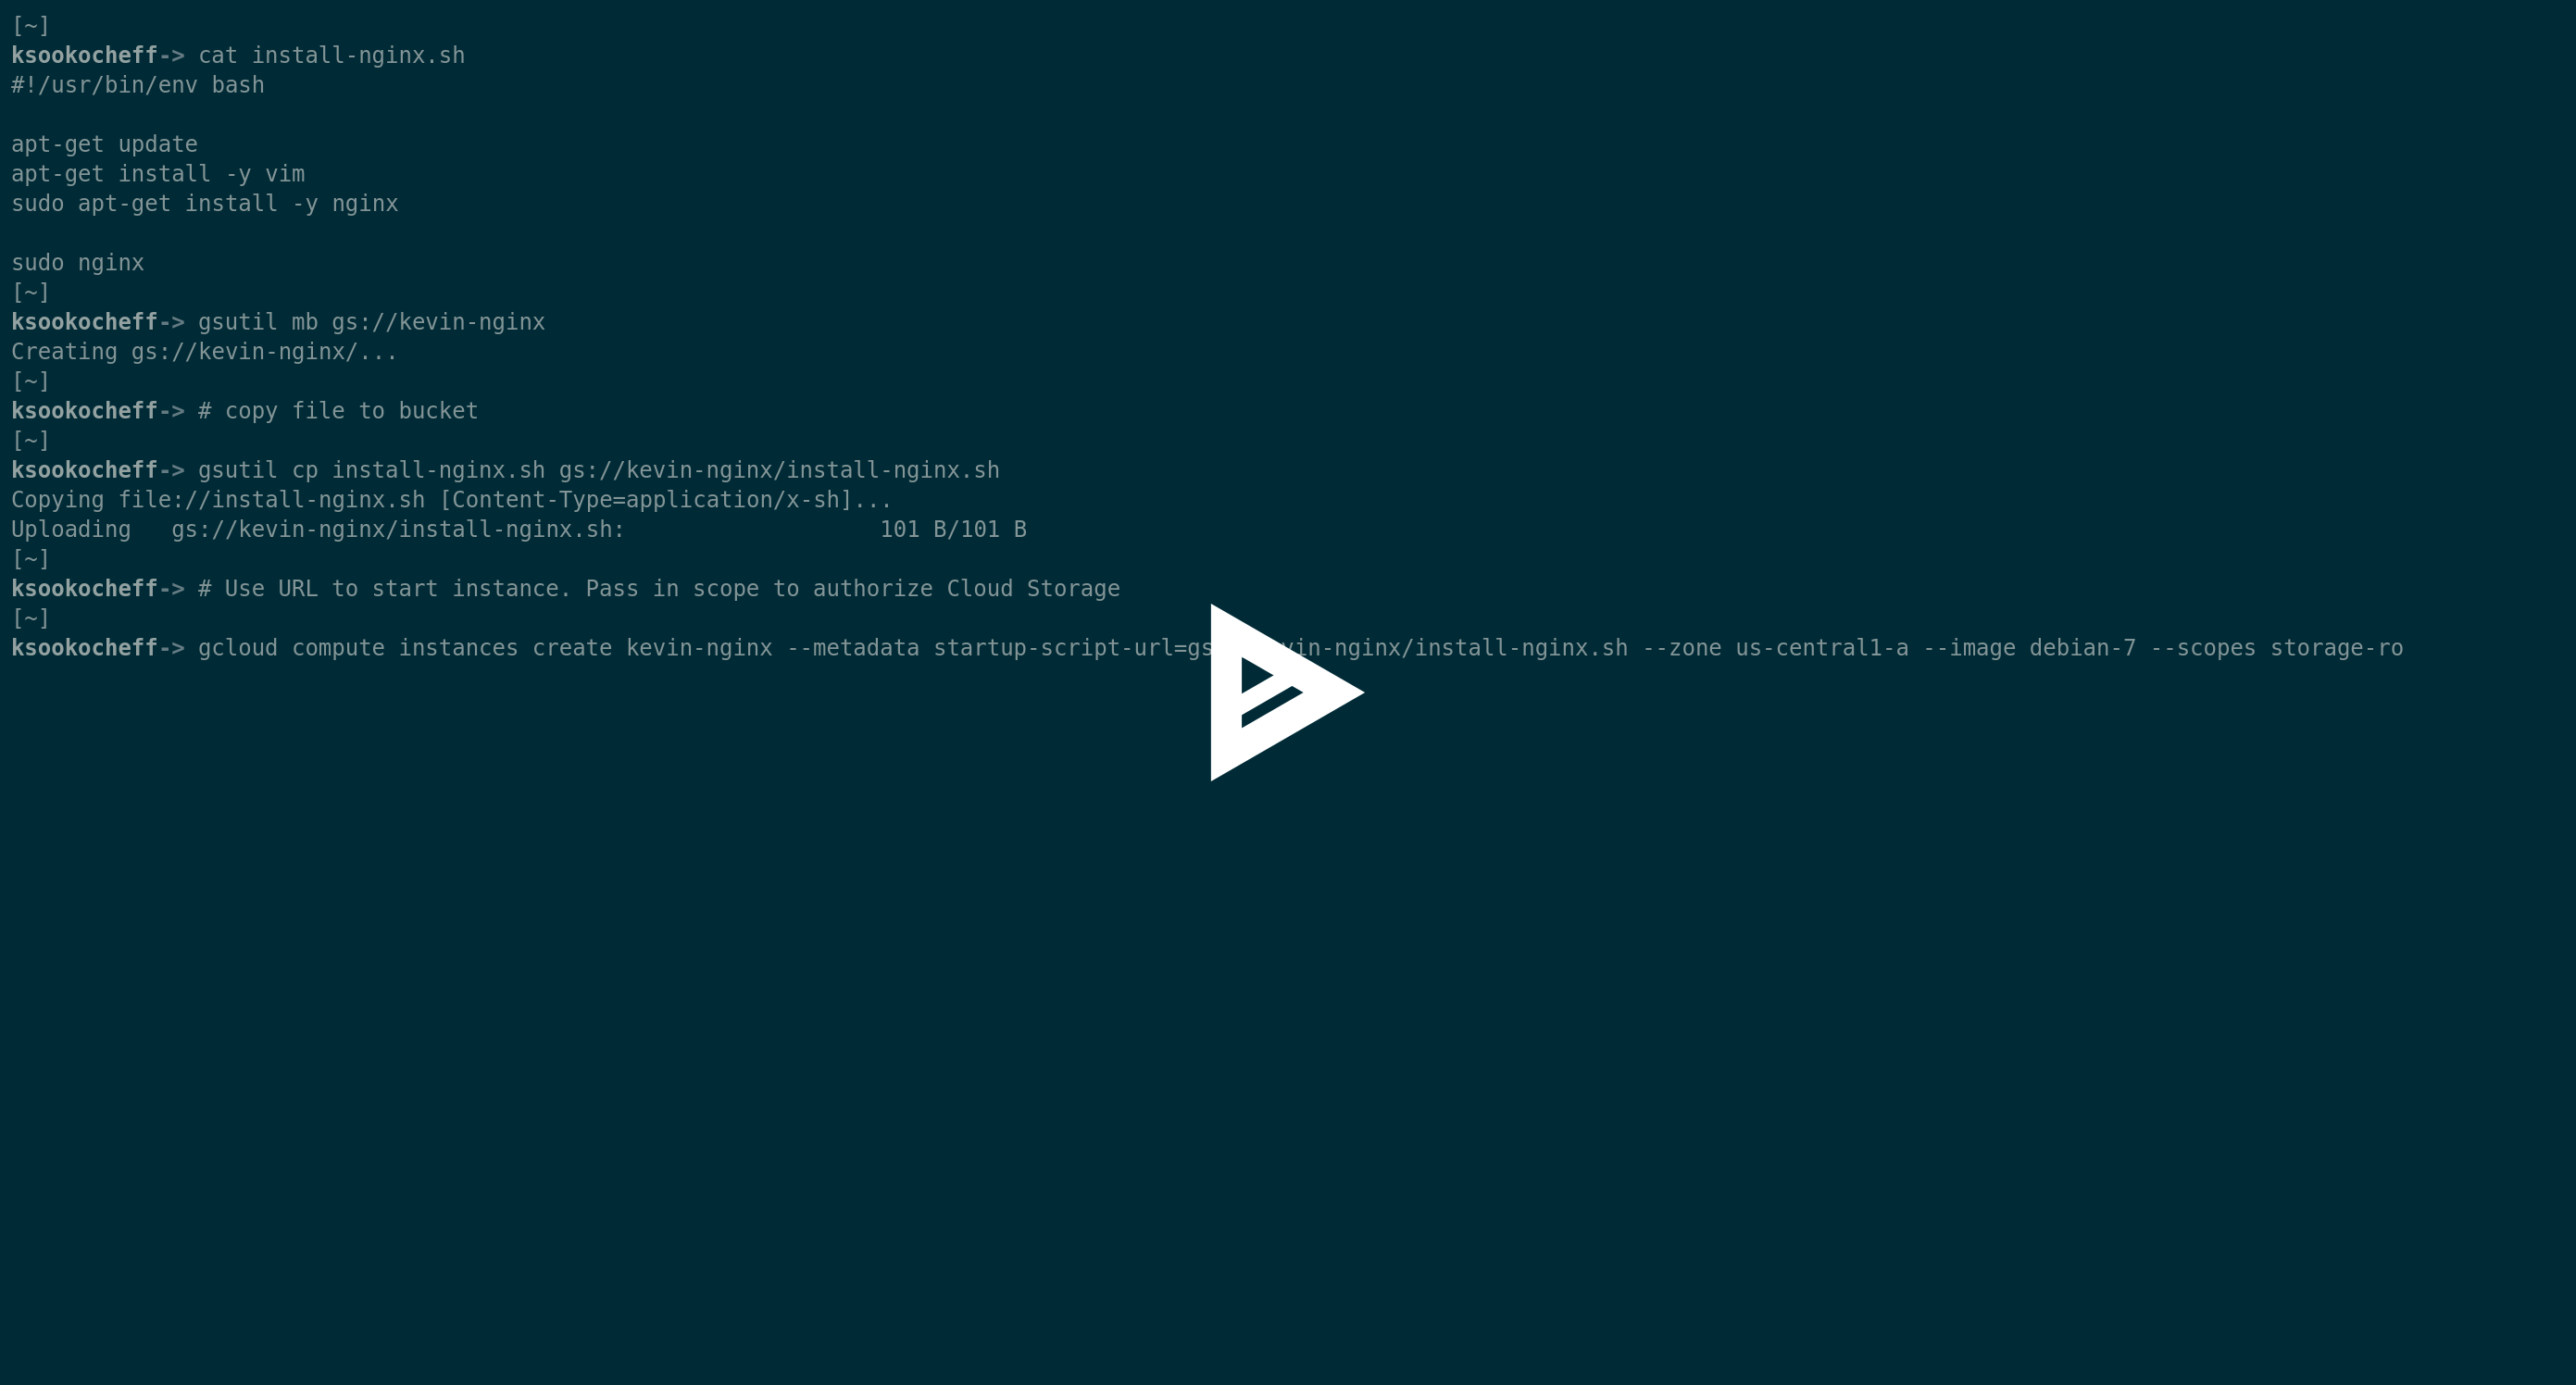 [~]
ksookocheff-> cat install-nginx.sh
#!/usr/bin/env bash
apt-get update
apt-get install -y vim
sudo apt-get install -y nginx
sudo nginx
[~]
ksookocheff-> gsutil mb gs://kevin-nginx
Creating gs://kevin-nginx/...
[~]
ksookocheff-> # copy file to bucket
[~]
ksookocheff-> gsutil cp install-nginx.sh gs://kevin-nginx/install-nginx.sh
Copying file://install-nginx.sh [Content-Type=application/x-sh]...
Uploading   gs://kevin-nginx/install-nginx.sh:                   101 B/101 B
[~]
ksookocheff-> # Use URL to start instance. Pass in scope to authorize Cloud Storage
[~]
ksookocheff-> gcloud compute instances create kevin-nginx --metadata startup-script-url=gs vin-nginx/install-nginx.sh --zone us-central1-a --image debian-7 --scopes storage-ro